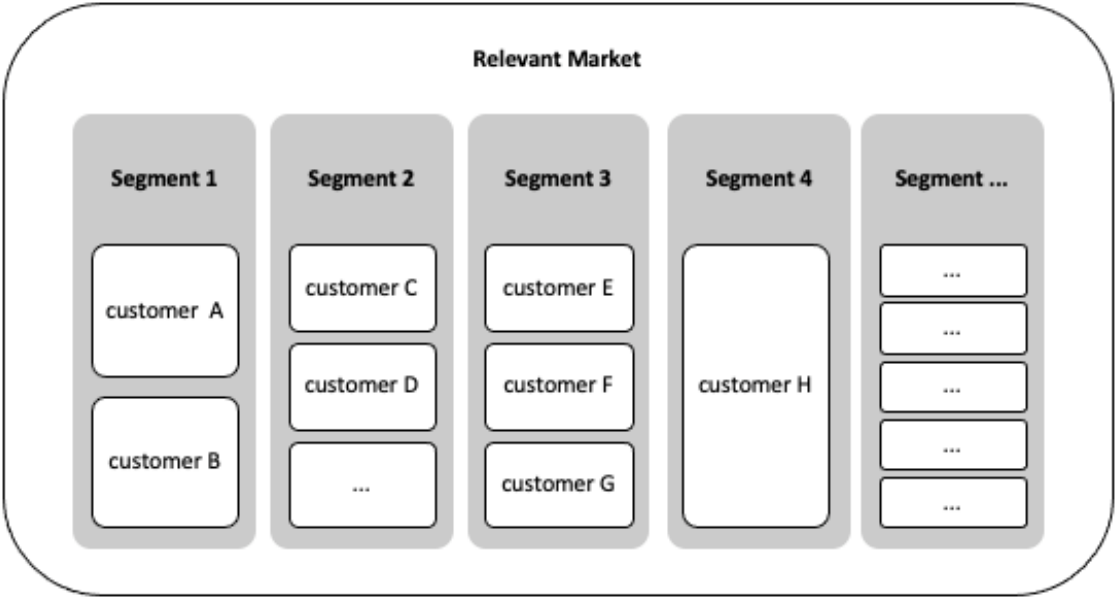 Relevant Market
Segment 1
Segment 2
Segment 3
Segment 4
Segment ...
customer A
customer B
customer C
customer D
...
customer E
customer F
customer G
customer H
...
...
...
...
...